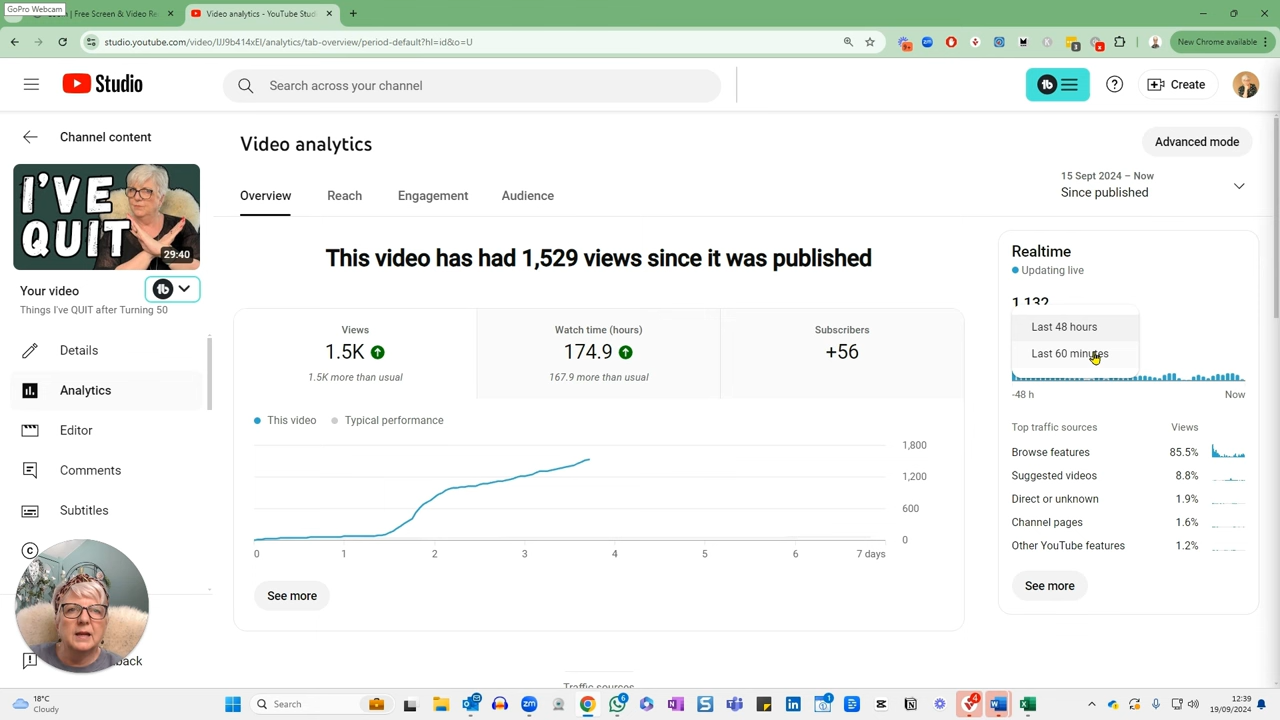 GoPro Webcam
| Free Screen & Video Re
Video analytics - YouTube Stud
studio.youtube.com/video/IJJ9b414xEI/analytics/tab-overview/period-default?hl=id&o=U
New Chrome available
Studio
Search across your channel
Create
Channel content
Video analytics
Advanced mode
15 Sept 2024 – Now
Since published
Overview
Reach
Engagement
Audience
I'VE
QUIT
29:40
This video has had 1,529 views since it was published
Realtime
Updating live
1,132
Your video
Things I've QUIT after Turning 50
Last 48 hours
Last 60 minutes
Views
1.5K
1.5K more than usual
Watch time (hours)
174.9
167.9 more than usual
Subscribers
+56
-48 h
Now
Details
Analytics
Editor
Comments
Subtitles
back
This video
Typical performance
1,800
1,200
600
0
0 1 2 3 4 5 6 7 days
See more
Top traffic sources Views
Browse features 85.5%
Suggested videos 8.8%
Direct or unknown 1.9%
Channel pages 1.6%
Other YouTube features 1.2%
See more
Traffic sources
18°C
Cloudy
Search
12:39
19/09/2024